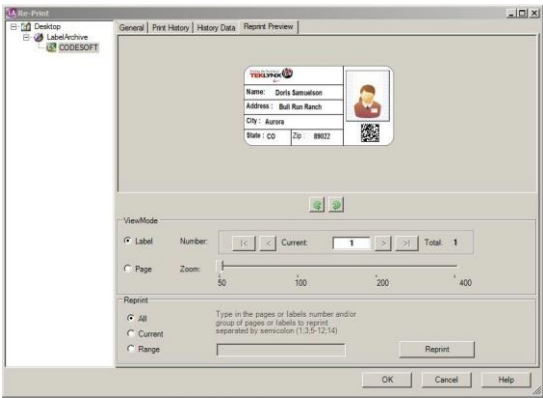 Re-Print
Desktop
LabelArchive
CODESOFT
General Print History History Data Reprint Preview
TEKLYNX
Name: Doris Samuelson
Address : Bull Run Ranch
City : Aurora
State : CO Zip : 89022
ViewMode
Label Number: |< < Current: 1 > >| Total: 1
Page Zoom: 50 100 200 400
Reprint
All
Current
Range
Type in the pages or labels number and/or
group of pages or labels to reprint
separated by semicolon (1;3;5-12;14)
Reprint
OK Cancel Help